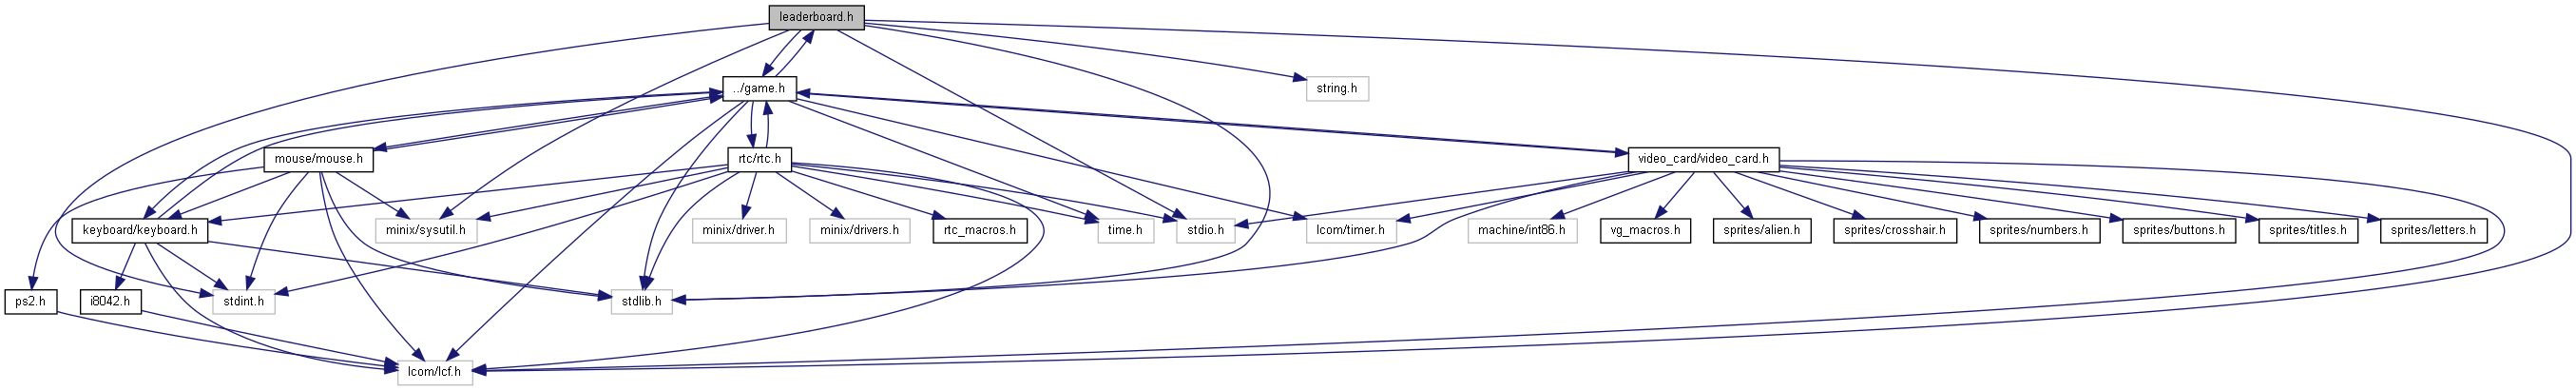 leaderboard.h
../game.h
string.h
mouse/mouse.h
rtc/rtc.h
video_card/video_card.h
keyboard/keyboard.h
minix/sysutil.h
minix/driver.h
minix/drivers.h
rtc_macros.h
time.h
stdio.h
lcom/timer.h
machine/int86.h
vg_macros.h
sprites/alien.h
sprites/crosshair.h
sprites/numbers.h
sprites/buttons.h
sprites/titles.h
sprites/letters.h
ps2.h
i8042.h
stdint.h
stdlib.h
lcom/lcf.h